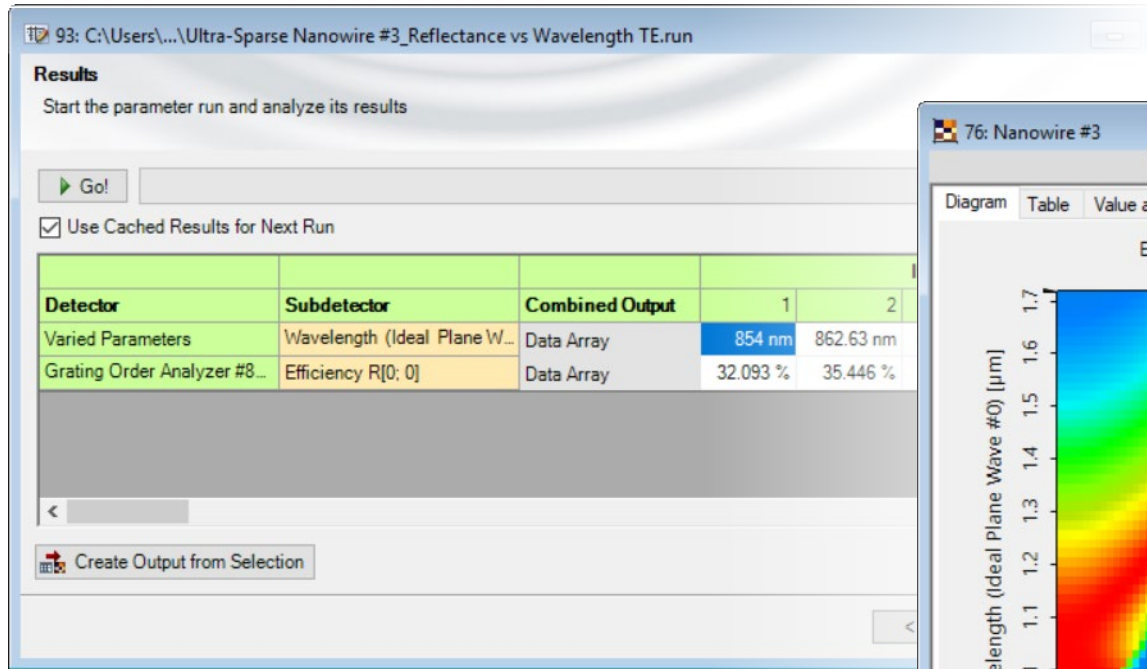 93: C:\Users\...\Ultra-Sparse Nanowire #3_Reflectance vs Wavelength TE.run
Results
Start the parameter run and analyze its results
Go!
Use Cached Results for Next Run
Detector Subdetector Combined Output 1 2
Varied Parameters Wavelength (Ideal Plane W... Data Array 854 nm 862.63 nm
Grating Order Analyzer #8... Efficiency R[0; 0] Data Array 32.093 % 35.446 %
<
Create Output from Selection
<
76: Nanowire #3
Diagram Table Value
1.7
1.6
1.5
1.4
1.3
1.2
1.1
(Ideal Plane Wave #0) [µm]